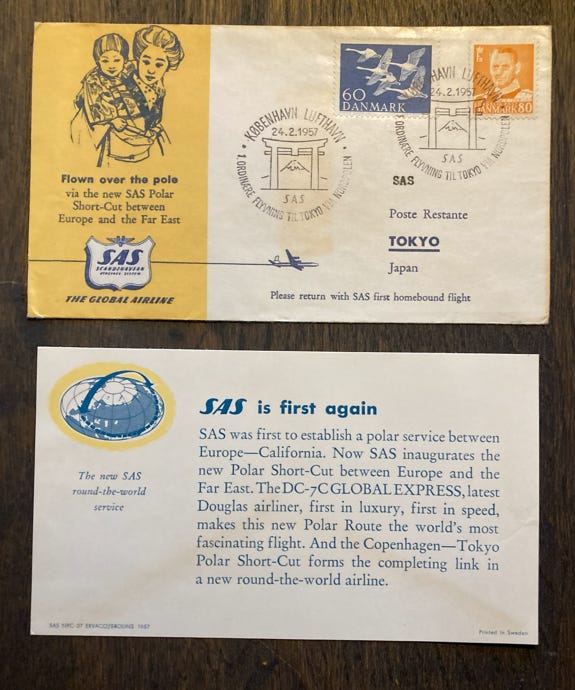 Flown over the pole
via the new SAS Polar
Short-Cut between
Europe and the Far East
SAS
SCANDINAVIAN
AIRLINES SYSTEM
THE GLOBAL AIRLINE
60
DANMARK
DANMARK 80
KØBENHAVN LUFTHAVN
24.2.1957
1. ORDINÆRE FLYVNING TIL TOKYO VIA NORDPOLEN
SAS
KØBENHAVN LUFTHAVN
24.2.1957
1. ORDINÆRE FLYVNING TIL TOKYO VIA NORDPOLEN
SAS
SAS
Poste Restante
TOKYO
Japan
Please return with SAS first homebound flight
The new SAS
round-the-world
service
SAS is first again
SAS was first to establish a polar service between
Europe—California. Now SAS inaugurates the
new Polar Short-Cut between Europe and the
Far East. The DC-7C GLOBAL EXPRESS, latest
Douglas airliner, first in luxury, first in speed,
makes this new Polar Route the world's most
fascinating flight. And the Copenhagen—Tokyo
Polar Short-Cut forms the completing link in
a new round-the-world airline.
Printed in Sweden